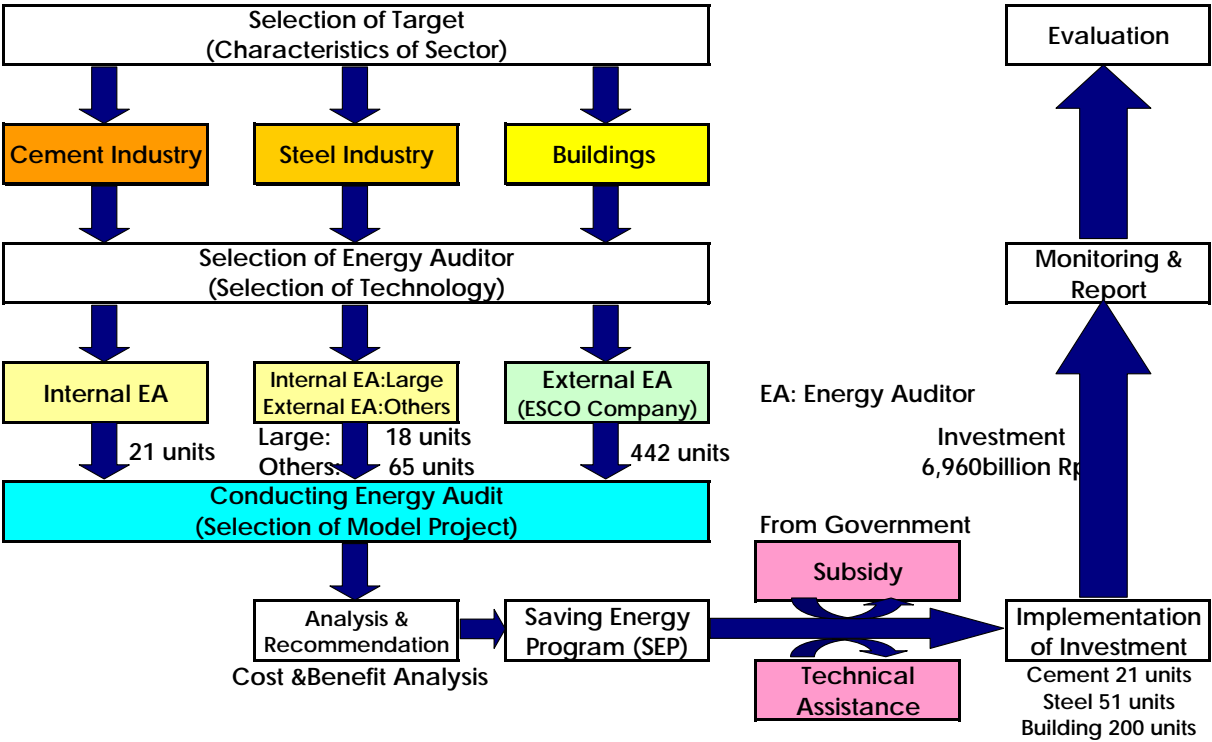 Selection of Target
(Characteristics of Sector)
Evaluation
Cement Industry
Steel Industry
Buildings
Selection of Energy Auditor
(Selection of Technology)
Monitoring &
Report
Internal EA
Internal EA:Large
External EA:Others
External EA
(ESCO Company)
EA: Energy Auditor
21 units
Large: 18 units
Others: 65 units
442 units
Investment
6,960billion Rp
Conducting Energy Audit
(Selection of Model Project)
From Government
Subsidy
Analysis &
Recommendation
Cost &Benefit Analysis
Saving Energy
Program (SEP)
Technical
Assistance
Implementation
of Investment
Cement 21 units
Steel 51 units
Building 200 units